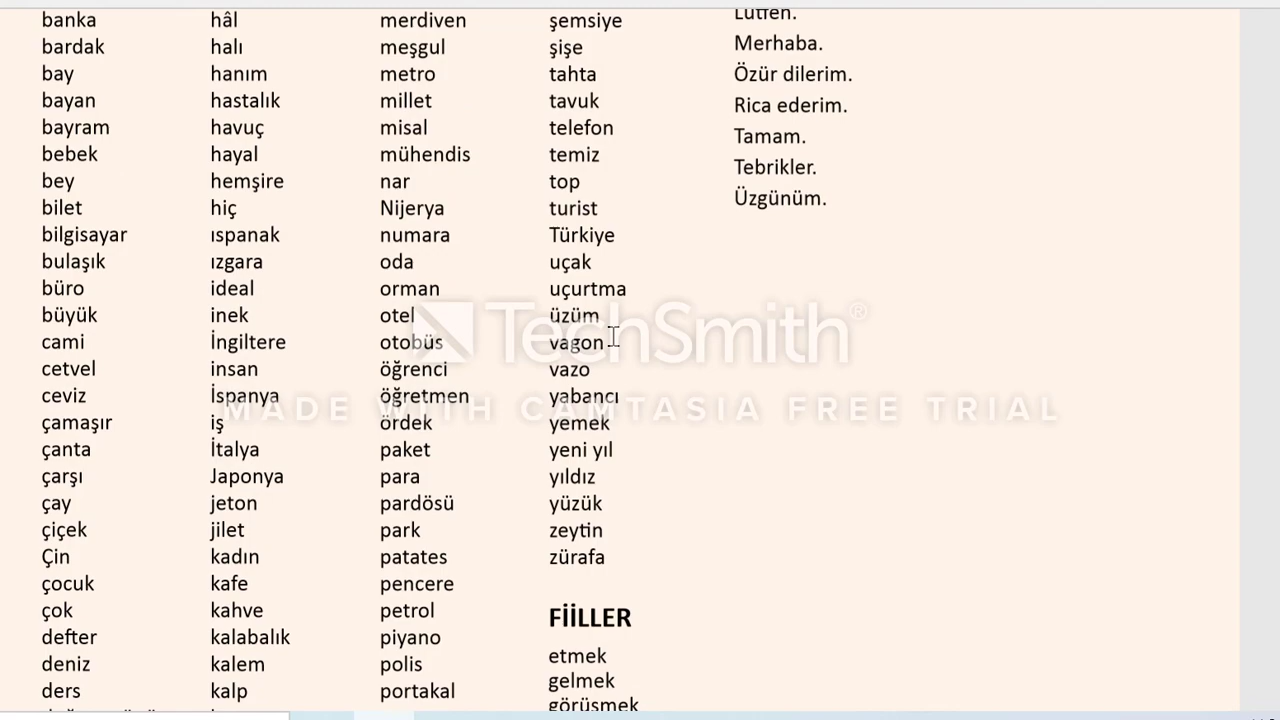 banka
bardak
bay
bayan
bayram
bebek
bey
bilet
bilgisayar
bulaşık
büro
büyük
cami
cetvel
ceviz
çamaşır
çanta
çarşı
çay
çiçek
Çin
çocuk
çok
defter
deniz
ders
hâl
halı
hanım
hastalık
havuç
hayal
hemşire
hiç
ıspanak
ızgara
ideal
inek
İngiltere
insan
İspanya
iş
İtalya
Japonya
jeton
jilet
kadın
kafe
kahve
kalabalık
kalem
kalp
merdiven
meşgul
metro
millet
misal
mühendis
nar
Nijerya
numara
oda
orman
otel
otobüs
öğrenci
öğretmen
ördek
paket
para
pardösü
park
patates
pencere
petrol
piyano
polis
portakal
şemsiye
şişe
tahta
tavuk
telefon
temiz
top
turist
Türkiye
uçak
uçurtma
üzüm
vagon
vazo
yabancı
yemek
yeni yıl
yıldız
yüzük
zeytin
zürafa
FİİLLER
etmek
gelmek
görüşmek
Lütfen.
Merhaba.
Özür dilerim.
Rica ederim.
Tamam.
Tebrikler.
Üzgünüm.
TechSmith®
MADE WITH CAMTASIA FREE TRIAL